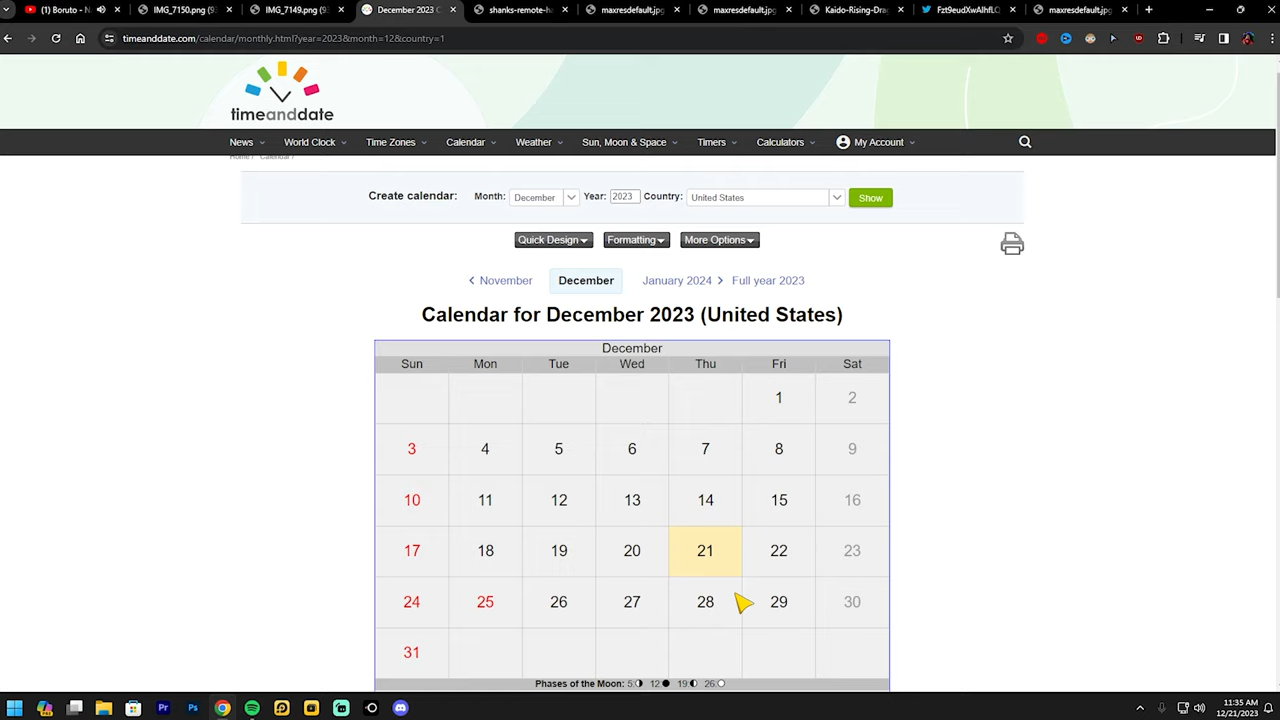 Boruto - N
IMG_7150.png (93
IMG_7149.png (93
December 2023 C
shanks-remote-ha
maxresdefault.jpg
maxresdefault.jpg
Kaido-Rising-Drag
Fzt9eudXwAIhfL
maxresdefault.jpg
timeanddate.com/calendar/monthly.html?year=2023&month=12&country=1
timeanddate
News World Clock Time Zones Calendar Weather Sun, Moon & Space Timers Calculators My Account
Home / Calendar /
Create calendar: Month: December Year: 2023 Country: United States Show
Quick Design Formatting More Options
November December January 2024 Full year 2023
Calendar for December 2023 (United States)
December
Sun Mon Tue Wed Thu Fri Sat
1 2
3 4 5 6 7 8 9
10 11 12 13 14 15 16
17 18 19 20 21 22 23
24 25 26 27 28 29 30
31
Phases of the Moon: 5: 12: 19: 26:
11:35 AM
12/21/2023